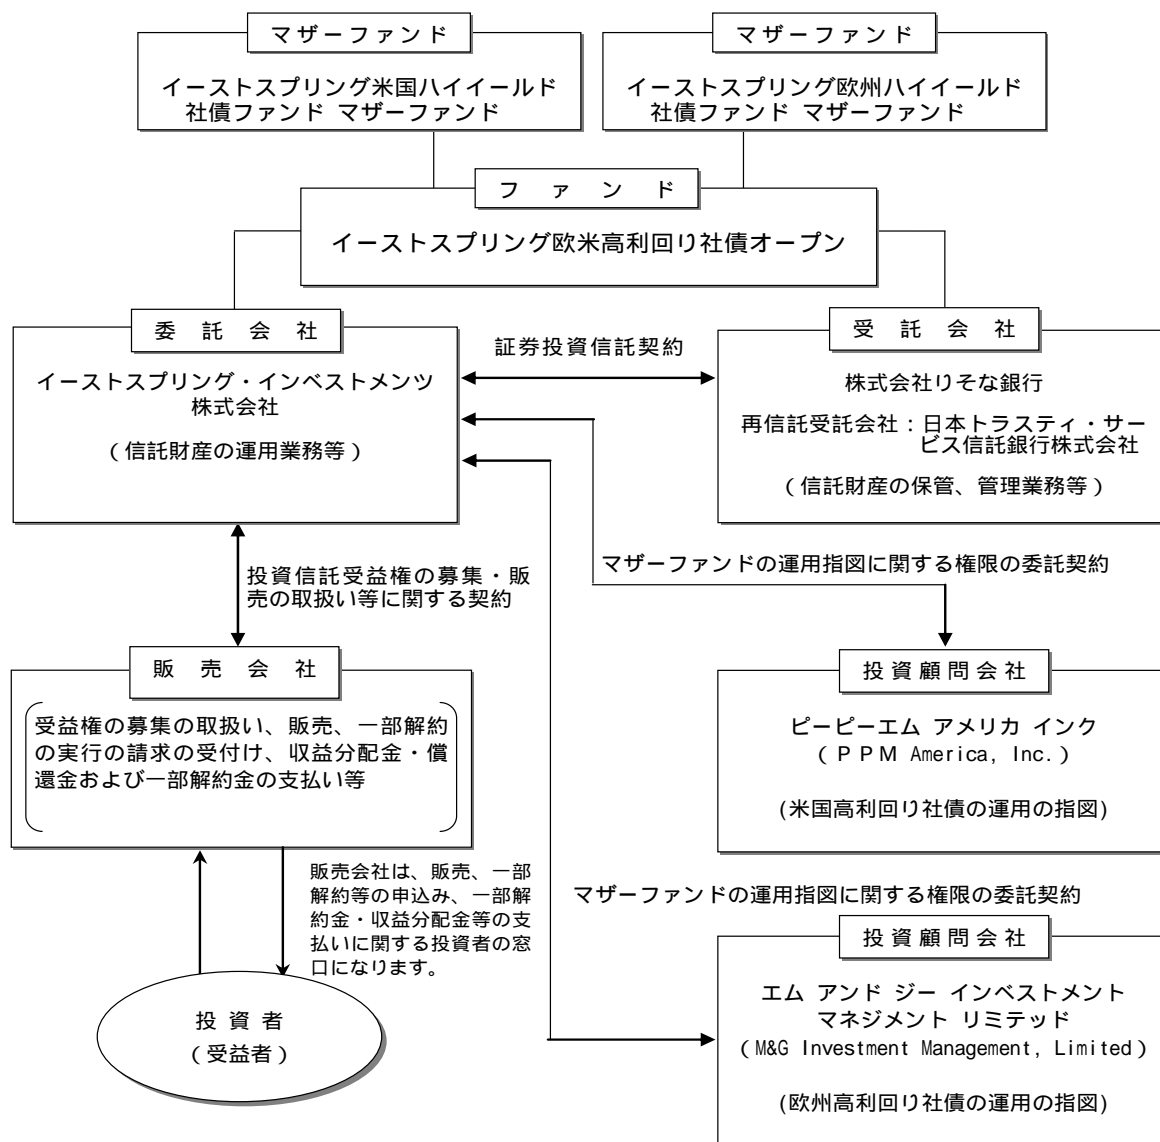 マザーファンド
イーストスプリング米国ハイイールド
社債ファンド マザーファンド
マザーファンド
イーストスプリング欧州ハイイールド
社債ファンド マザーファンド
ファンド
イーストスプリング欧米高利回り社債オープン
委託会社
イーストスプリング・インベストメンツ
株式会社
(信託財産の運用業務等)
証券投資信託契約
受託会社
株式会社りそな銀行
再信託受託会社:日本トラスティ・サー
ビス信託銀行株式会社
(信託財産の保管、管理業務等)
投資信託受益権の募集・販
売の取扱い等に関する契約
マザーファンドの運用指図に関する権限の委託契約
販売会社
受益権の募集の取扱い、販売、一部解約
の実行の請求の受付け、収益分配金・償
還金および一部解約金の支払い等
投資顧問会社
ピーピーエム アメリカ インク
(PPM America, Inc.)
(米国高利回り社債の運用の指図)
販売会社は、販売、一部
解約等の申込み、一部解
約金・収益分配金等の支
払いに関する投資者の窓
口になります。
マザーファンドの運用指図に関する権限の委託契約
投資顧問会社
エム アンド ジー インベストメント
マネジメント リミテッド
(M&G Investment Management, Limited)
(欧州高利回り社債の運用の指図)
投資者
(受益者)